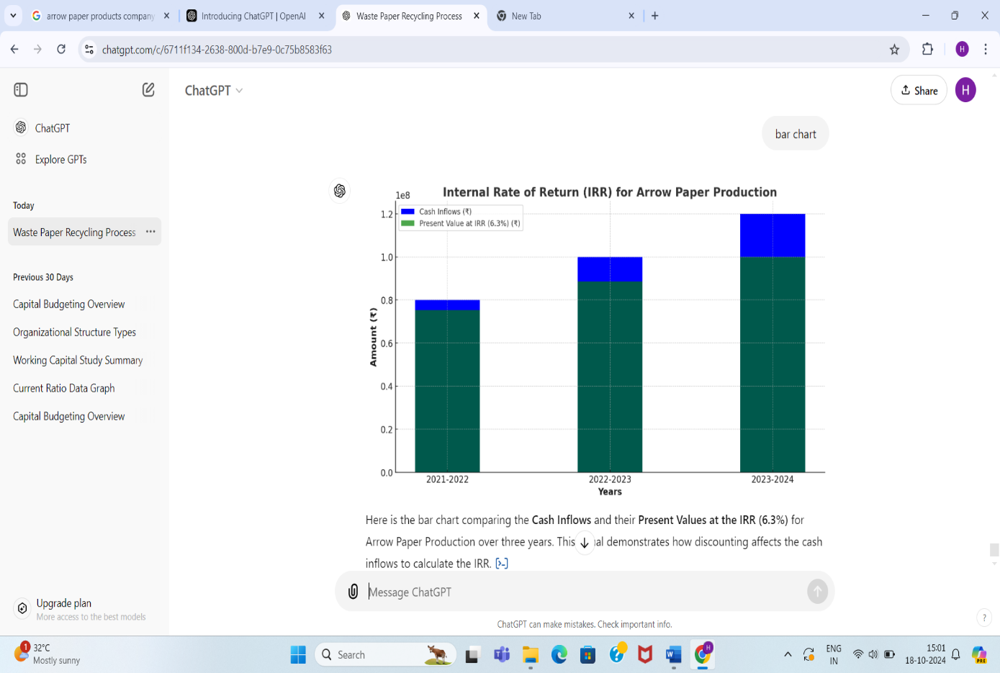 arrow paper products company
Introducing ChatGPT | OpenAI
Waste Paper Recycling Process
New Tab
chatgpt.com/c/6711f134-2638-800d-b7e9-0c75b8583f63
H
ChatGPT
Share
H
ChatGPT
Explore GPTs
Today
Waste Paper Recycling Process
Previous 30 Days
Capital Budgeting Overview
Organizational Structure Types
Working Capital Study Summary
Current Ratio Data Graph
Capital Budgeting Overview
Upgrade plan
More access to the best models
bar chart
Internal Rate of Return (IRR) for Arrow Paper Production
1e8
Cash Inflows (₹)
Present Value at IRR (6.3%) (₹)
1.2
1.0
0.8
0.6
0.4
0.2
0.0
Amount (₹)
2021-2022 2022-2023 2023-2024
Years
Here is the bar chart comparing the Cash Inflows and their Present Values at the IRR (6.3%) for
Arrow Paper Production over three years. This al demonstrates how discounting affects the cash
inflows to calculate the IRR. [>-]
Message ChatGPT
ChatGPT can make mistakes. Check important info.
?
1
32°C
Mostly sunny
Search
H
ENG
IN
15:01
18-10-2024
PRE